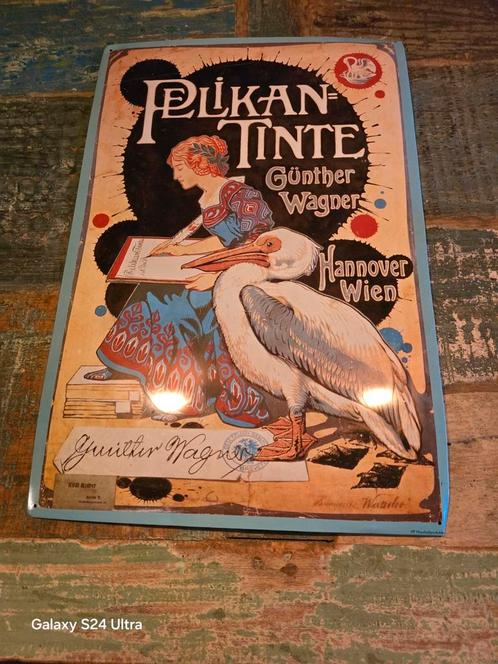 PELIKAN=
TINTE
Günther
Wagner
Hannover
Wien
Günther Wagner
Galaxy S24 Ultra